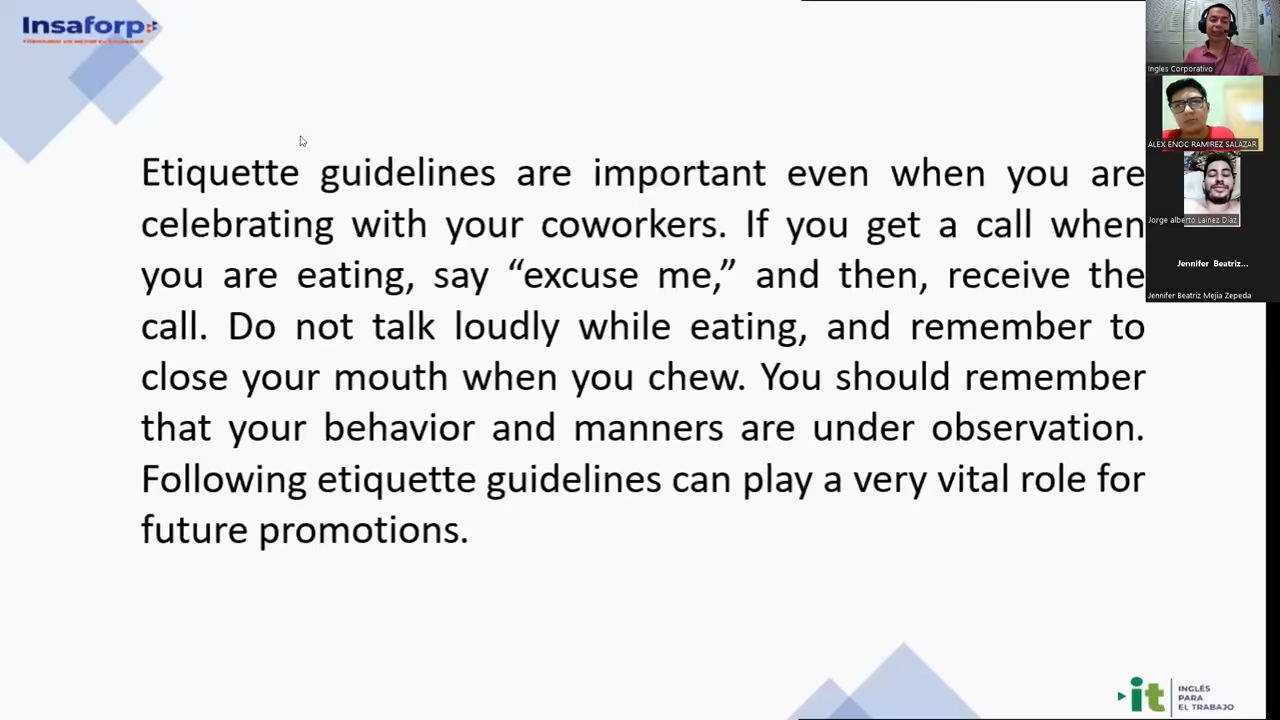 Insaforp
Ingles Corporativo
ALEX ENOC RAMIREZ SALAZAR
Jorge alberto Lainez Diaz
Jennifer Beatriz...
Jennifer Beatriz Mejia Zepeda
Etiquette guidelines are important even when you are
celebrating with your coworkers. If you get a call when
you are eating, say “excuse me,” and then, receive the
call. Do not talk loudly while eating, and remember to
close your mouth when you chew. You should remember
that your behavior and manners are under observation.
Following etiquette guidelines can play a very vital role for
future promotions.
it
INGLÉS
PARA
EL TRABAJO